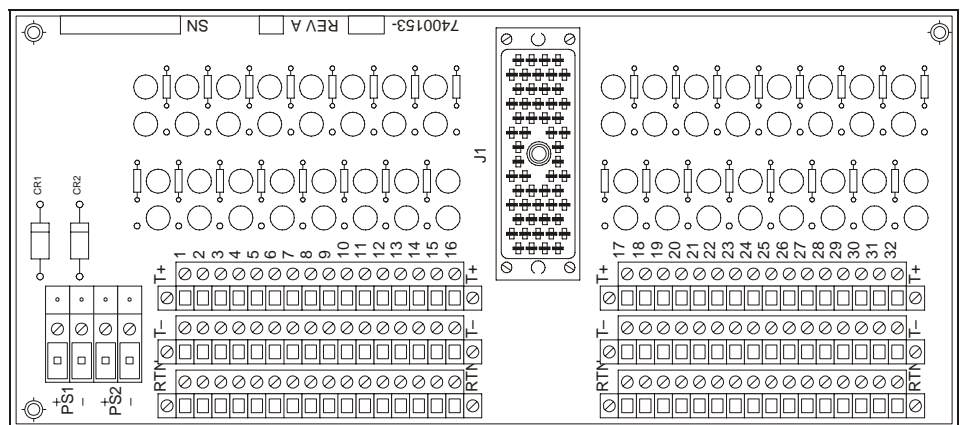 SN REV A 7400153-
J1
CR1 CR2
1 2 3 4 5 6 7 8 9 10 11 12 13 14 15 16
17 18 19 20 21 22 23 24 25 26 27 28 29 30 31 32
T+ T+ T+ T+
T− T− T− T−
RTN RTN RTN RTN
+ − + −
PS1 PS2